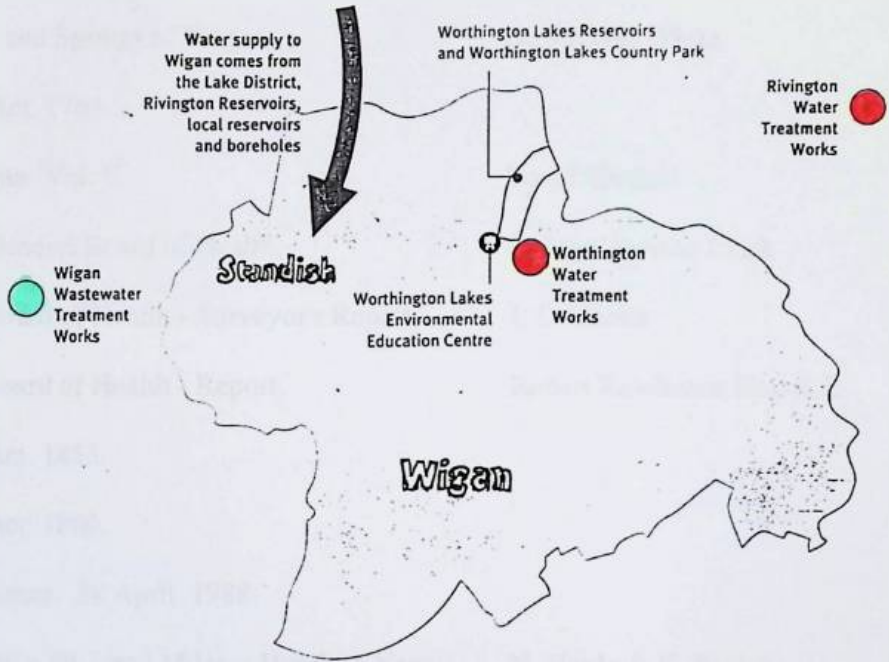 Water supply to
Wigan comes from
the Lake District,
Rivington Reservoirs,
local reservoirs
and boreholes
Worthington Lakes Reservoirs
and Worthington Lakes Country Park
Rivington
Water
Treatment
Works
Standish
Wigan
Wastewater
Treatment
Works
Worthington Lakes
Environmental
Education Centre
Worthington
Water
Treatment
Works
Wigan